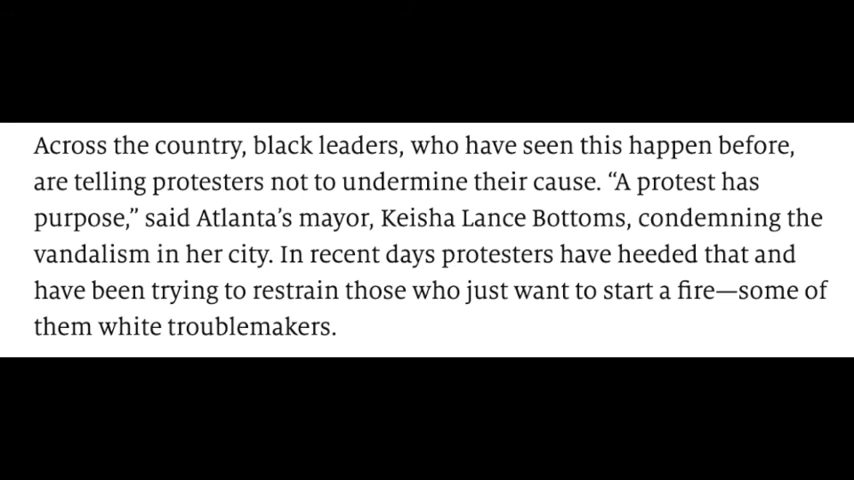 Across the country, black leaders, who have seen this happen before,
are telling protesters not to undermine their cause. “A protest has
purpose,” said Atlanta’s mayor, Keisha Lance Bottoms, condemning the
vandalism in her city. In recent days protesters have heeded that and
have been trying to restrain those who just want to start a fire—some of
them white troublemakers.